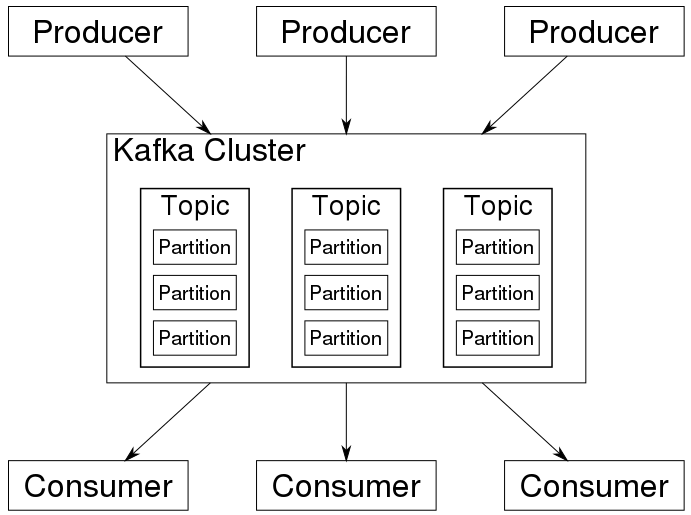 Producer Producer Producer
Kafka Cluster
Topic Topic Topic
Partition Partition Partition
Partition Partition Partition
Partition Partition Partition
Consumer Consumer Consumer